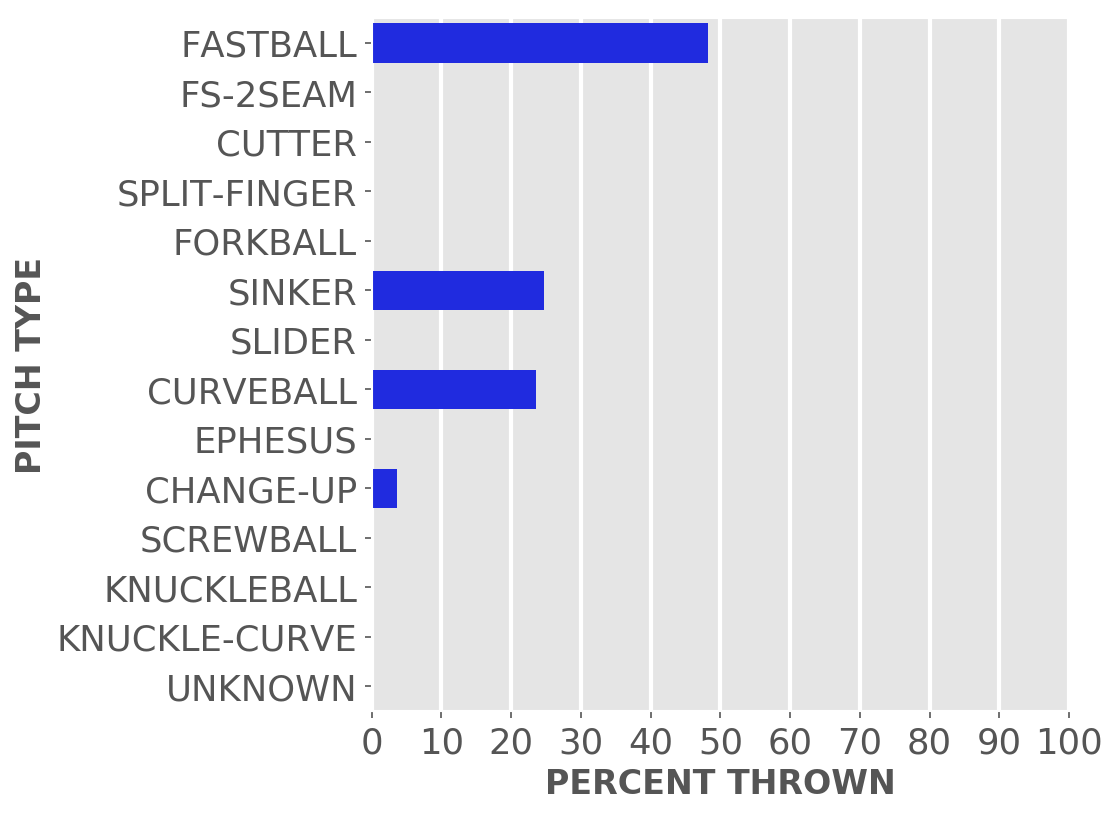 PITCH TYPE
FASTBALL
FS-2SEAM
CUTTER
SPLIT-FINGER
FORKBALL
SINKER
SLIDER
CURVEBALL
EPHESUS
CHANGE-UP
SCREWBALL
KNUCKLEBALL
KNUCKLE-CURVE
UNKNOWN
0 10 20 30 40 50 60 70 80 90 100
PERCENT THROWN